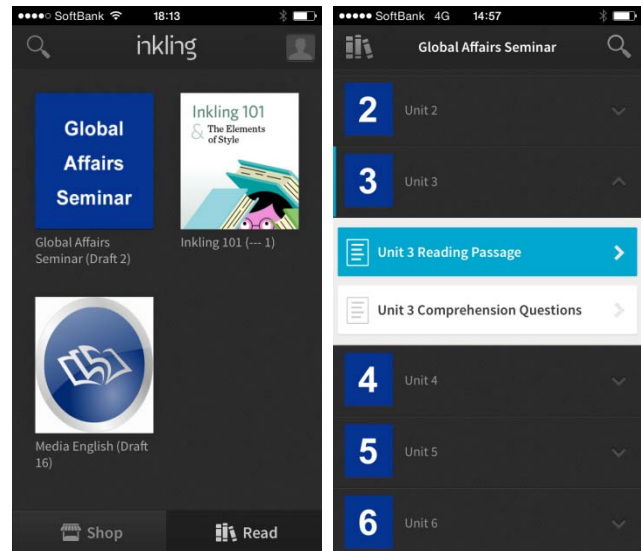 SoftBank 18:13
inkling
Global
Affairs
Seminar
Inkling 101
& The Elements
of Style
Global Affairs
Seminar (Draft 2)
Inkling 101 (--- 1)
Media English (Draft
16)
Shop
Read
SoftBank 4G 14:57
Global Affairs Seminar
2 Unit 2
3 Unit 3
Unit 3 Reading Passage
Unit 3 Comprehension Questions
4 Unit 4
5 Unit 5
6 Unit 6